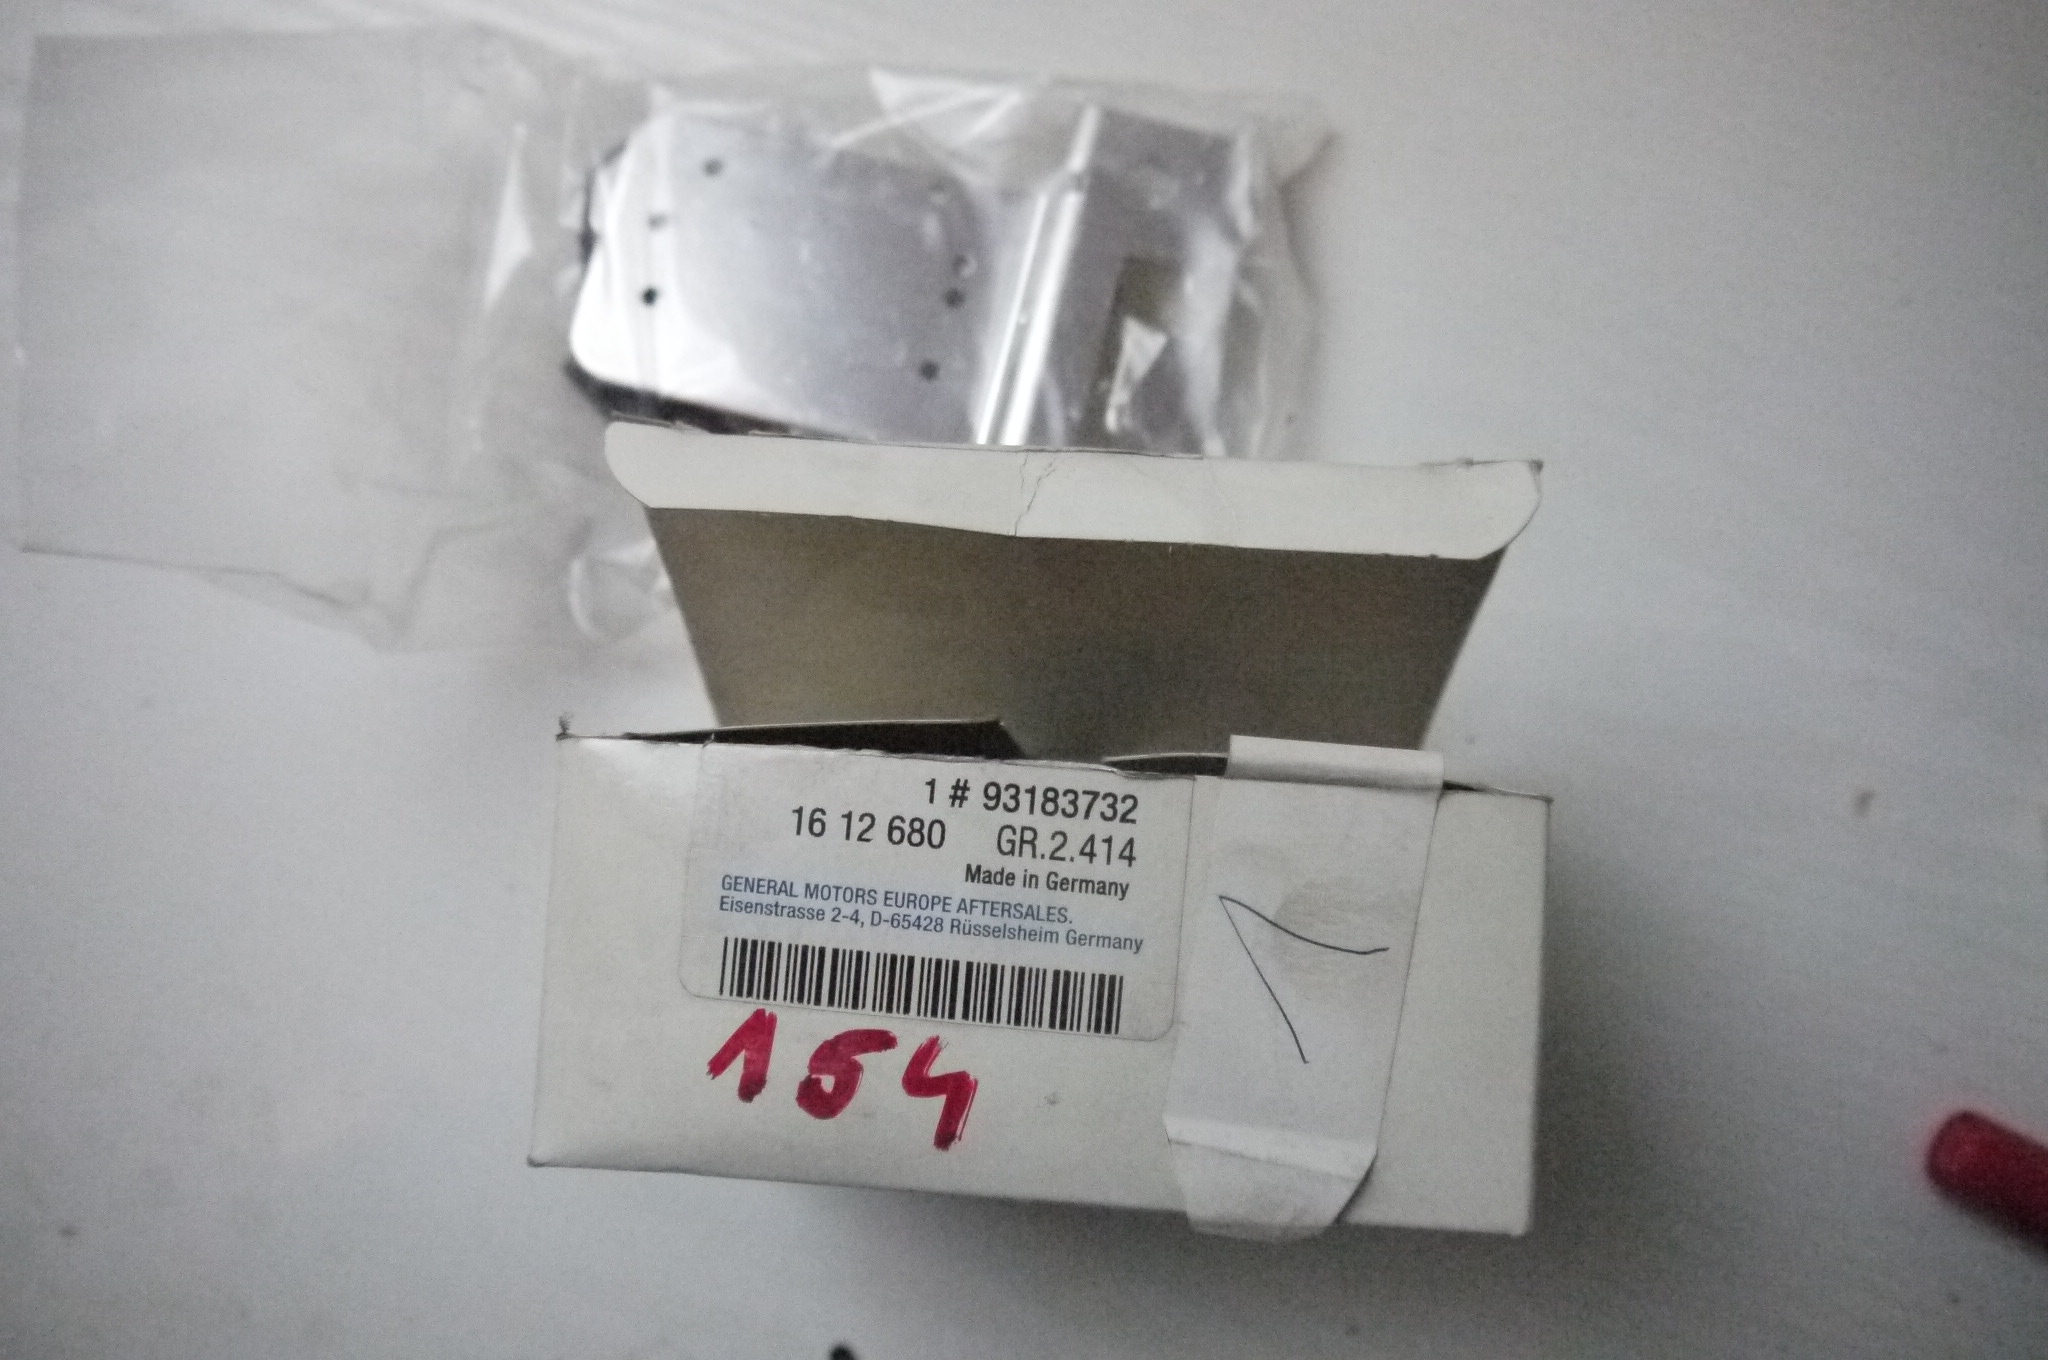 1 # 93183732
16 12 680 GR.2.414
Made in Germany
GENERAL MOTORS EUROPE AFTERSALES.
Eisenstrasse 2-4, D-65428 Rüsselsheim Germany
154